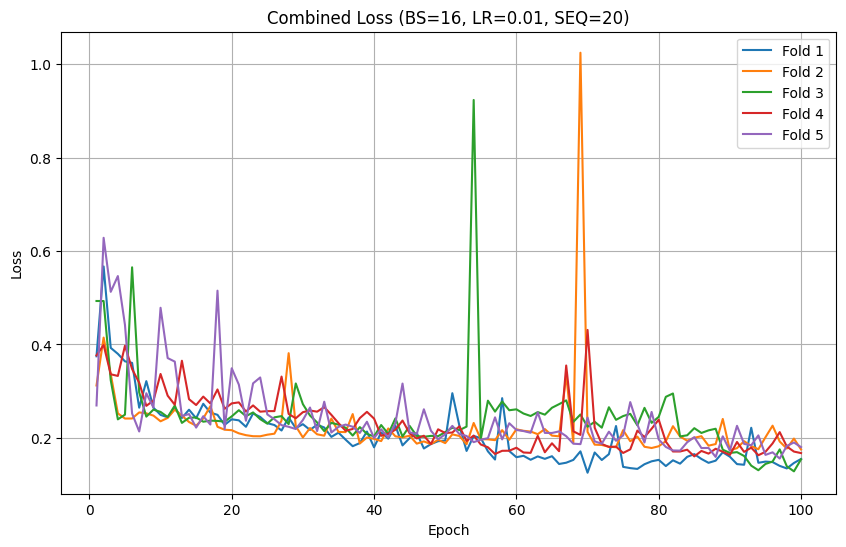 Combined Loss (BS=16, LR=0.01, SEQ=20)
Fold 1
Fold 2
Fold 3
Fold 4
Fold 5
Loss
1.0
0.8
0.6
0.4
0.2
0 20 40 60 80 100
Epoch